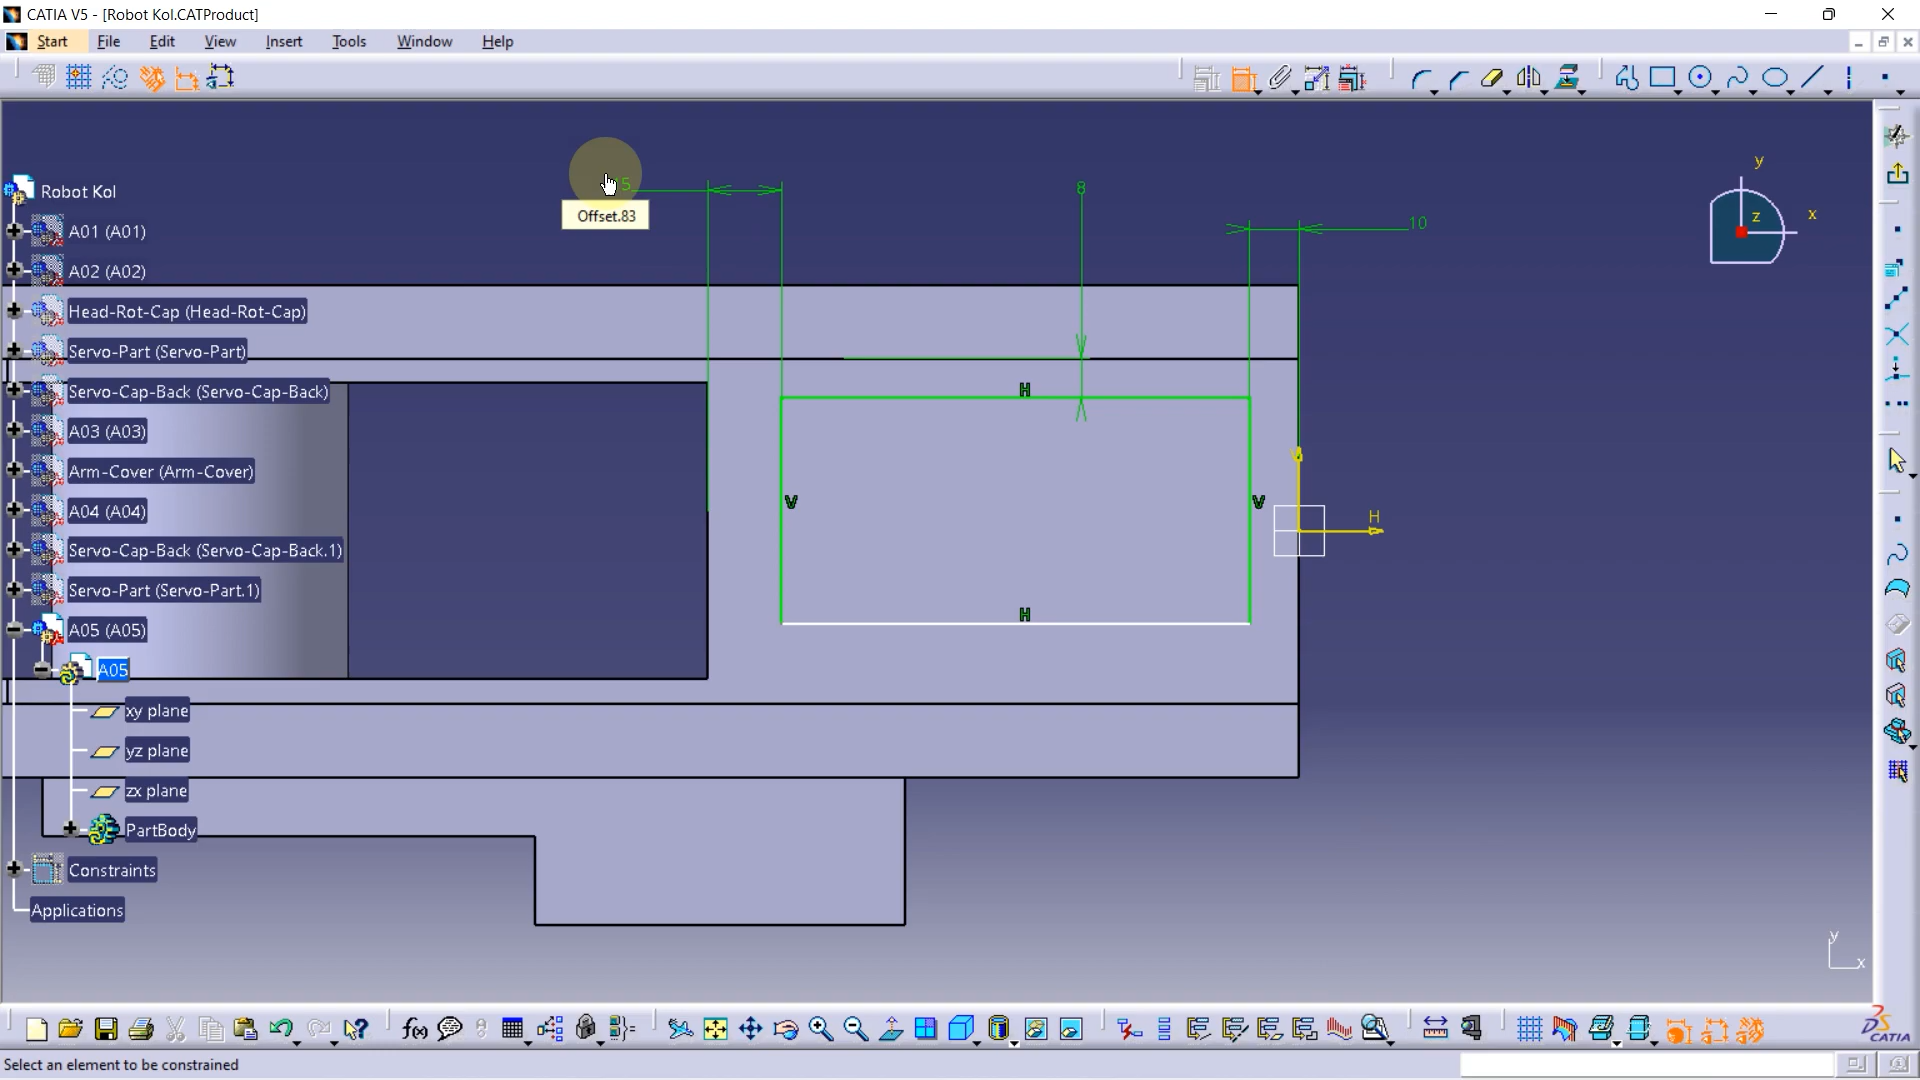 CATIA V5 - [Robot Kol.CATProduct]
Start File Edit View Insert Tools Window Help
y
z
x
5
8
10
Offset.83
Robot Kol
A01 (A01)
A02 (A02)
Head-Rot-Cap (Head-Rot-Cap)
Servo-Part (Servo-Part)
Servo-Cap-Back (Servo-Cap-Back)
A03 (A03)
Arm-Cover (Arm-Cover)
A04 (A04)
Servo-Cap-Back (Servo-Cap-Back.1)
Servo-Part (Servo-Part.1)
A05 (A05)
A05
xy plane
yz plane
zx plane
PartBody
Constraints
Applications
H
V
V
H
V
H
y
x
f(x)
CATIA
Select an element to be constrained